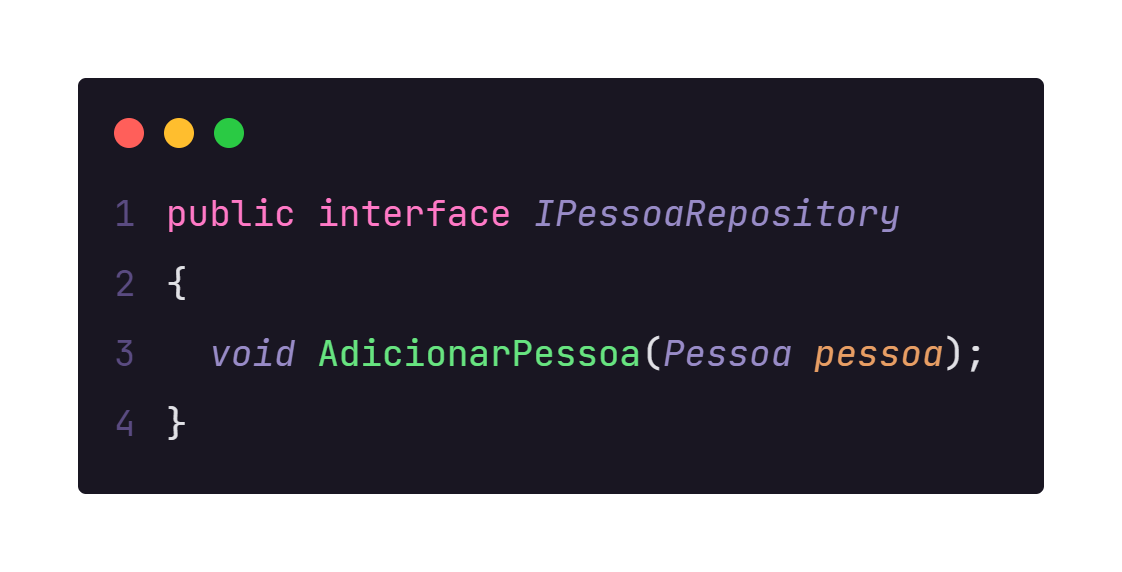 1 public interface IPessoaRepository
2 {
3   void AdicionarPessoa(Pessoa pessoa);
4 }